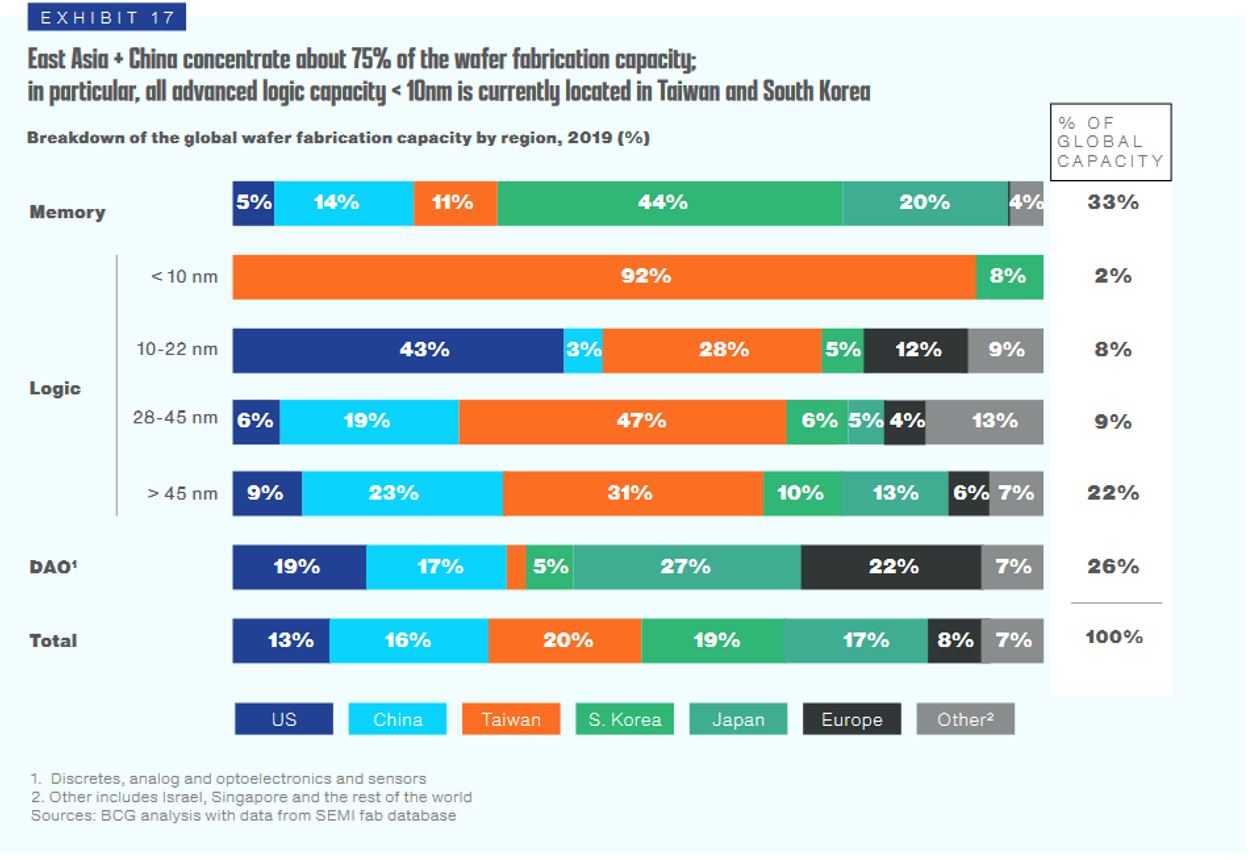 EXHIBIT 17
East Asia + China concentrate about 75% of the wafer fabrication capacity;
in particular, all advanced logic capacity < 10nm is currently located in Taiwan and South Korea
Breakdown of the global wafer fabrication capacity by region, 2019 (%)
% OF
GLOBAL
CAPACITY
Memory 5% 14% 11% 44% 20% 4% 33%
Logic
< 10 nm 92% 8% 2%
10-22 nm 43% 3% 28% 5% 12% 9% 8%
28-45 nm 6% 19% 47% 6% 5% 4% 13% 9%
> 45 nm 9% 23% 31% 10% 13% 6% 7% 22%
DAO¹ 19% 17% 5% 27% 22% 7% 26%
Total 13% 16% 20% 19% 17% 8% 7% 100%
US China Taiwan S. Korea Japan Europe Other²
1. Discretes, analog and optoelectronics and sensors
2. Other includes Israel, Singapore and the rest of the world
Sources: BCG analysis with data from SEMI fab database